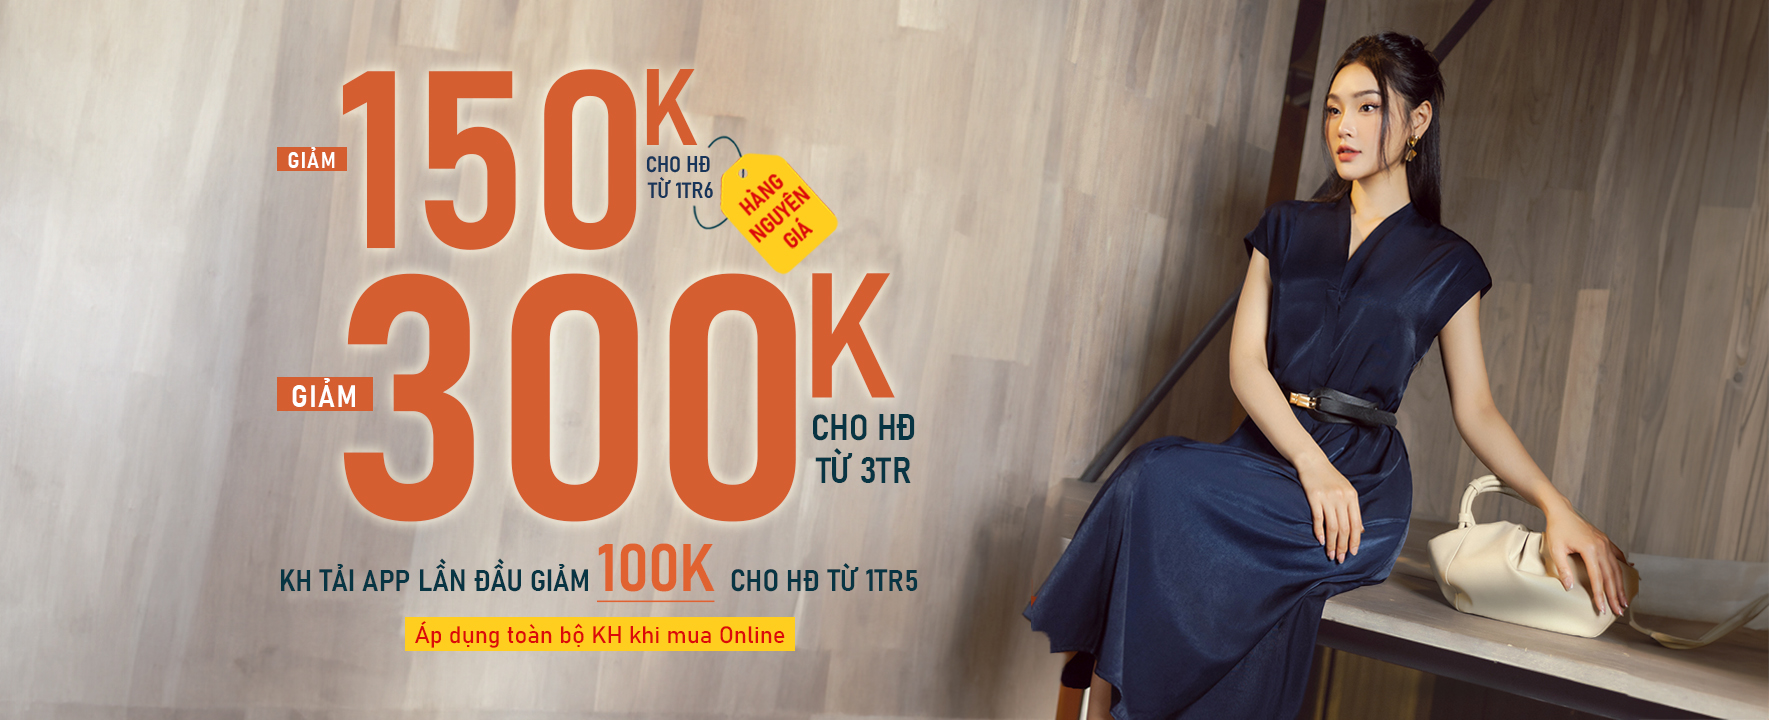 GIẢM 150K
CHO HĐ
TỪ 1TR6
HÀNG
NGUYÊN
GIÁ
GIẢM 300K
CHO HĐ
TỪ 3TR
KH TẢI APP LẦN ĐẦU GIẢM 100K CHO HĐ TỪ 1TR5
Áp dụng toàn bộ KH khi mua Online